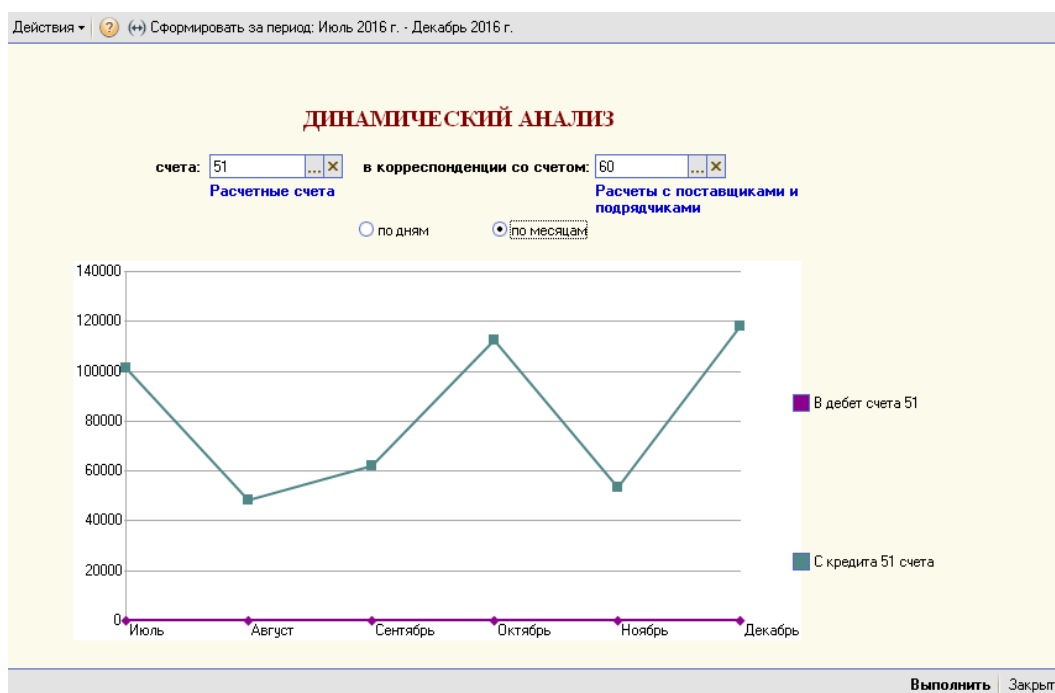 Действия ? (↔) Сформировать за период: Июль 2016 г. - Декабрь 2016 г.
ДИНАМИЧЕСКИЙ АНАЛИЗ
счета: 51 ... × в корреспонденции со счетом: 60 ... ×
Расчетные счета Расчеты с поставщиками и
подрядчиками
по дням по месяцам
140000
120000
100000
80000
В дебет счета 51
60000
40000
20000
С кредита 51 счета
0
Июль Август Сентябрь Октябрь Ноябрь Декабрь
Выполнить Закрыт